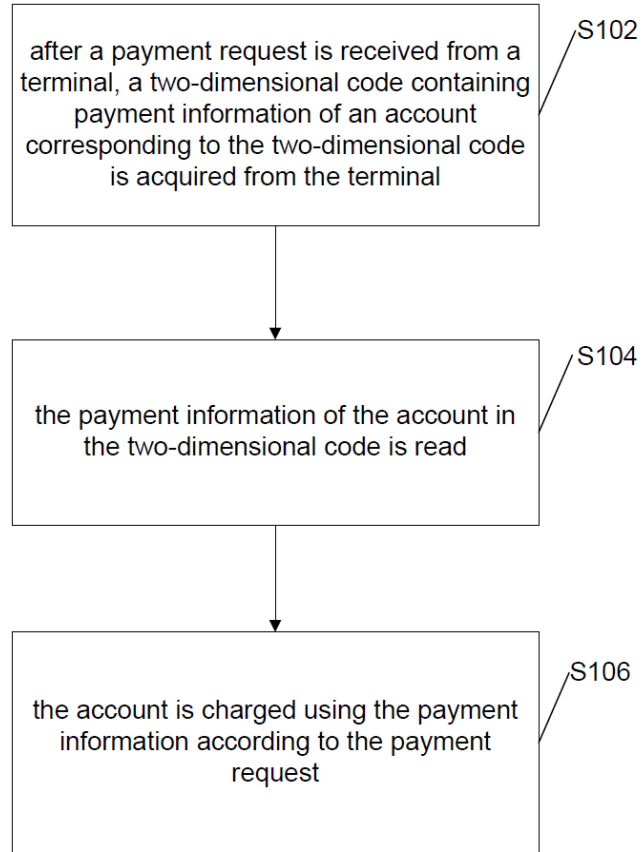 S102
after a payment request is received from a
terminal, a two-dimensional code containing
payment information of an account
corresponding to the two-dimensional code
is acquired from the terminal
S104
the payment information of the account in
the two-dimensional code is read
S106
the account is charged using the payment
information according to the payment
request